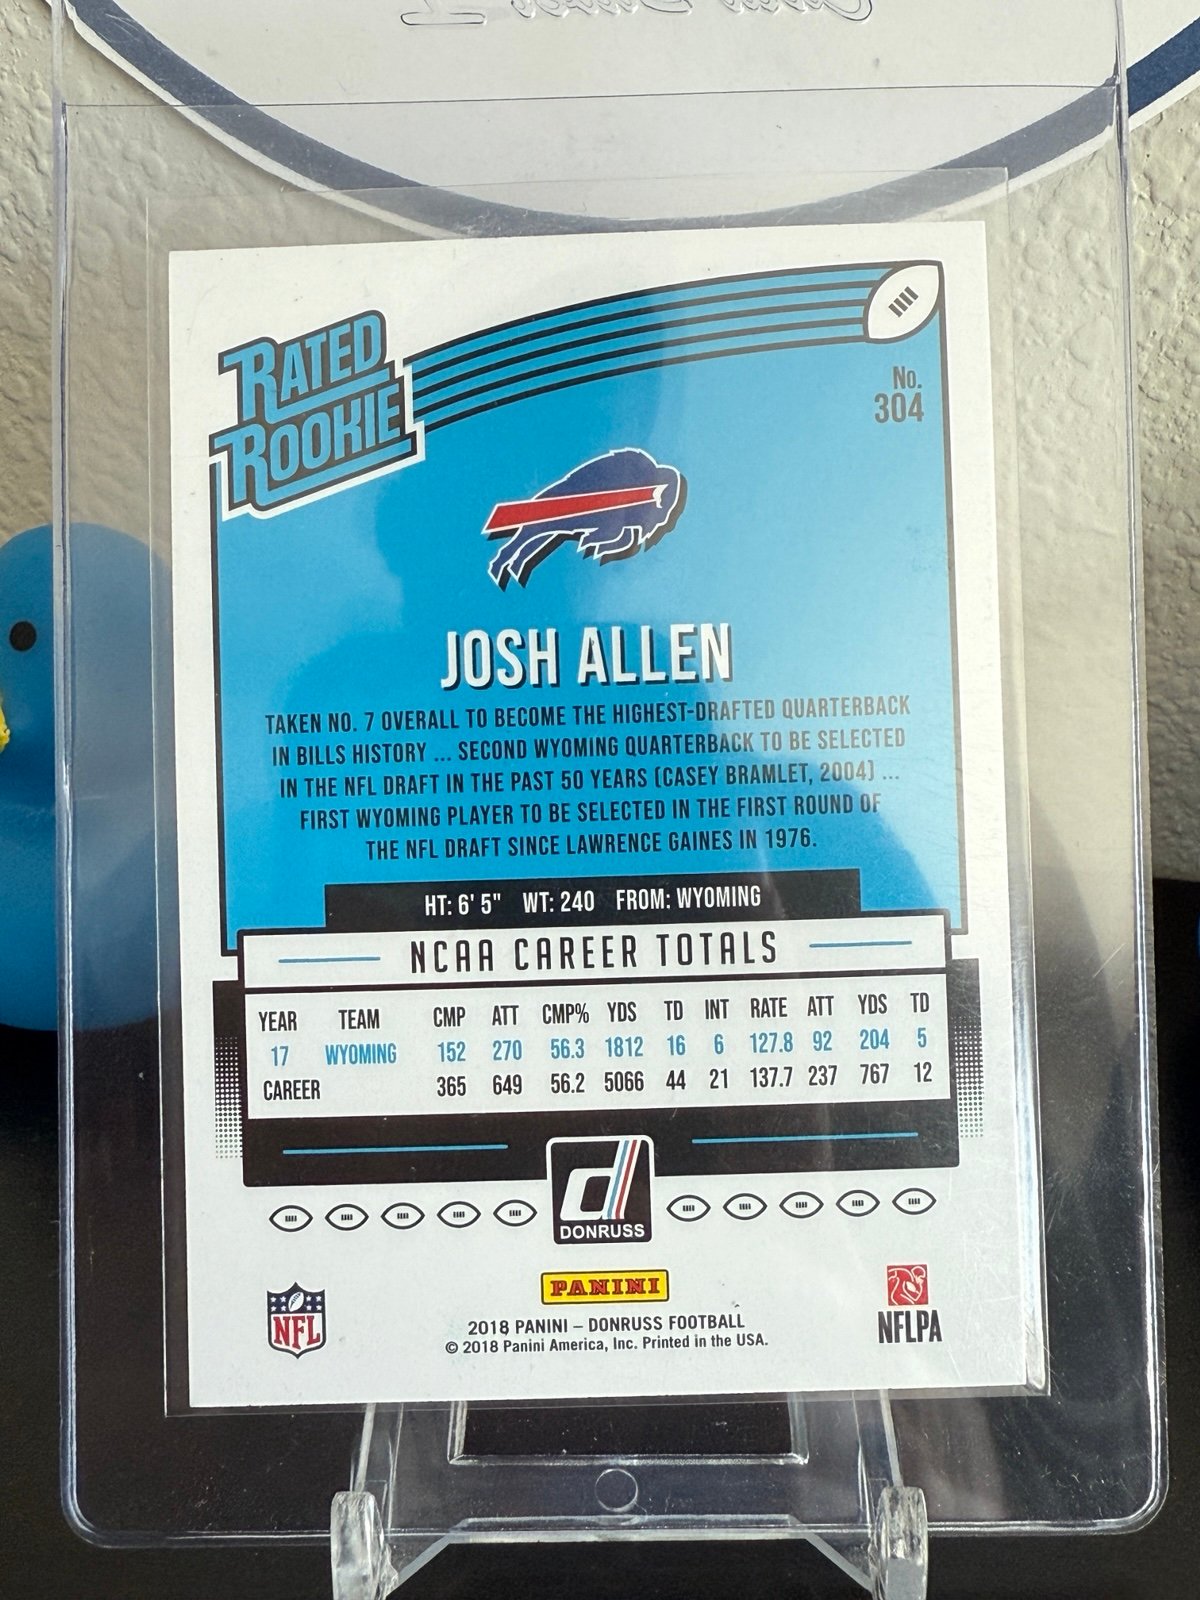 RATED
ROOKIE
No.
304
JOSH ALLEN
TAKEN NO. 7 OVERALL TO BECOME THE HIGHEST-DRAFTED QUARTERBACK
IN BILLS HISTORY ... SECOND WYOMING QUARTERBACK TO BE SELECTED
IN THE NFL DRAFT IN THE PAST 50 YEARS (CASEY BRAMLET, 2004) ...
FIRST WYOMING PLAYER TO BE SELECTED IN THE FIRST ROUND OF
THE NFL DRAFT SINCE LAWRENCE GAINES IN 1976.
HT: 6' 5" WT: 240 FROM: WYOMING
NCAA CAREER TOTALS
YEAR TEAM CMP ATT CMP% YDS TD INT RATE ATT YDS TD
17 WYOMING 152 270 56.3 1812 16 6 127.8 92 204 5
CAREER 365 649 56.2 5066 44 21 137.7 237 767 12
d
DONRUSS
PANINI
NFL
2018 PANINI – DONRUSS FOOTBALL
© 2018 Panini America, Inc. Printed in the USA.
NFLPA